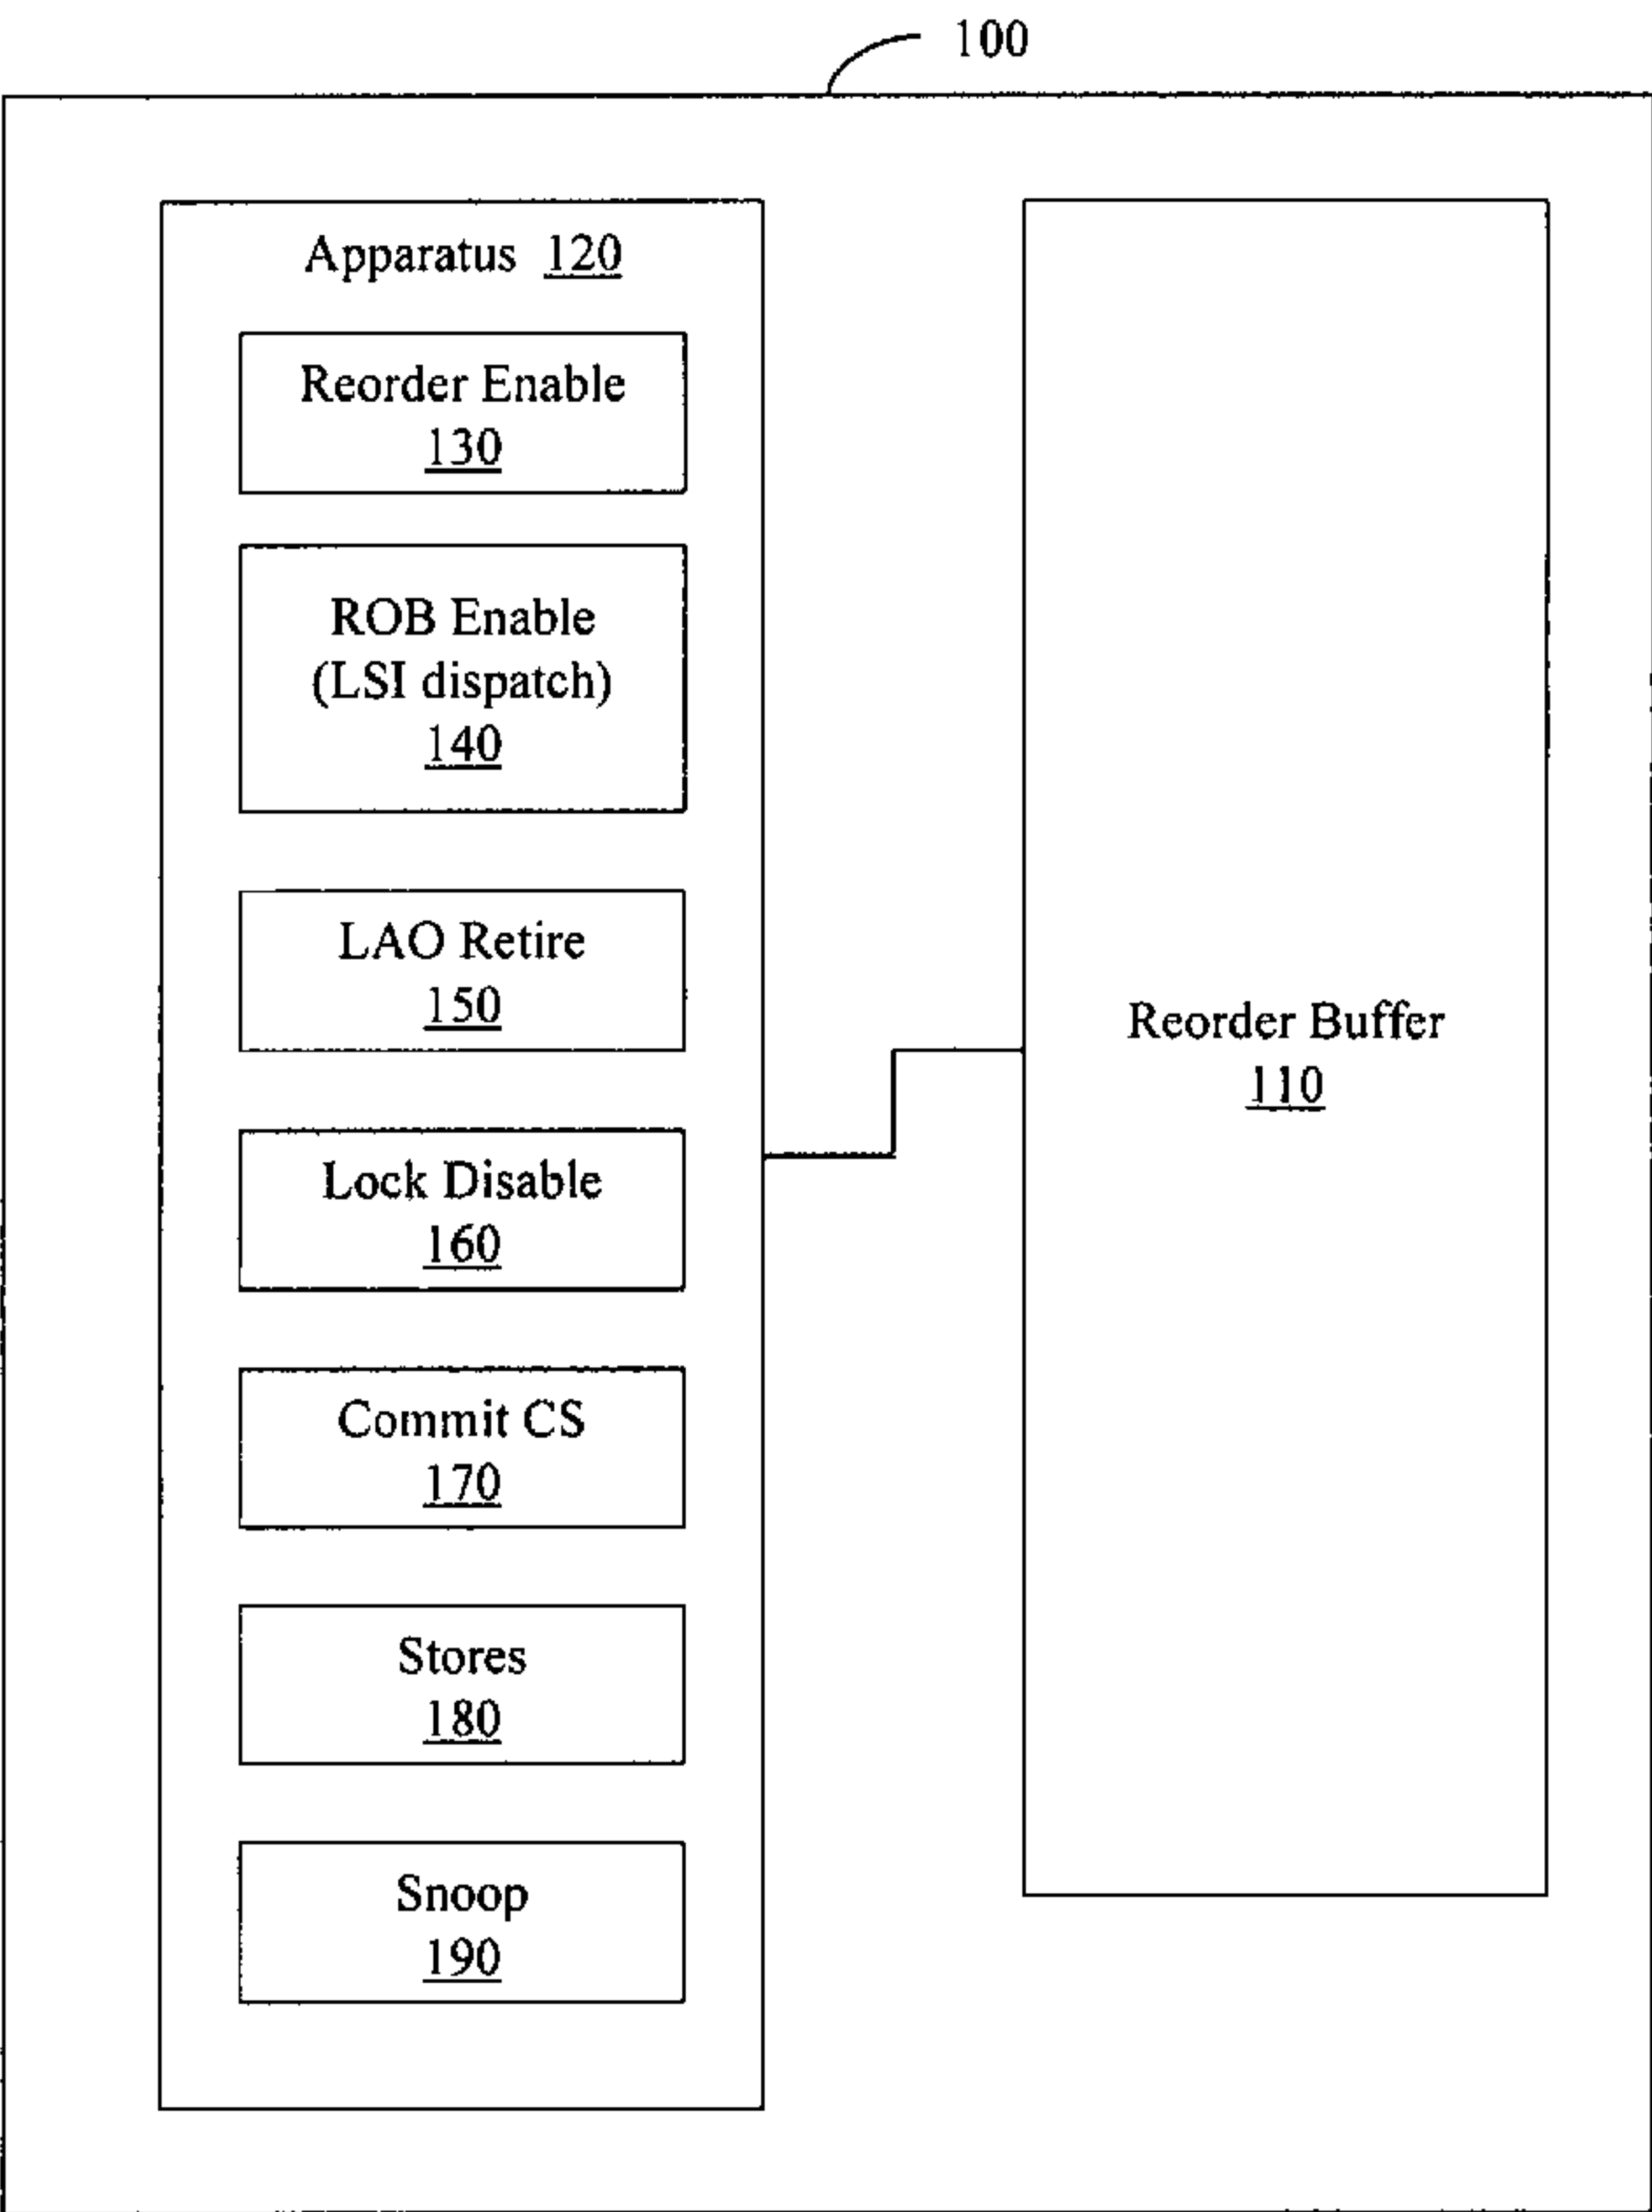 100
Apparatus 120
Reorder Enable
130
ROB Enable
(LSI dispatch)
140
LAO Retire
150
Lock Disable
160
Commit CS
170
Stores
180
Snoop
190
Reorder Buffer
110